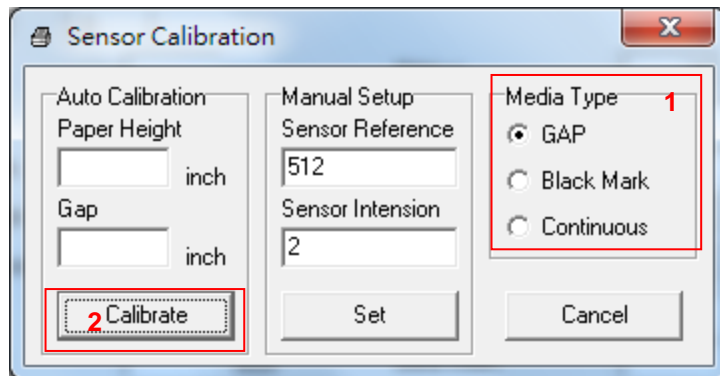 Sensor Calibration
Auto Calibration
Paper Height
inch
Gap
inch
2 Calibrate
Manual Setup
Sensor Reference
512
Sensor Intension
2
Set
Media Type 1
GAP
Black Mark
Continuous
Cancel